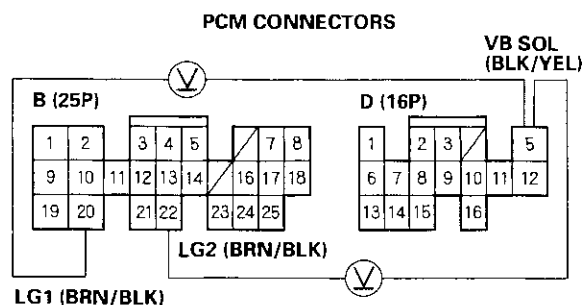 PCM CONNECTORS
VB SOL
(BLK/YEL)
V
B (25P)
D (16P)
1 2 3 4 5 7 8
9 10 11 12 13 14 16 17 18
19 20 21 22 23 24 25
1 2 3 5
6 7 8 9 10 11 12
13 14 15 16
LG2 (BRN/BLK)
V
LG1 (BRN/BLK)